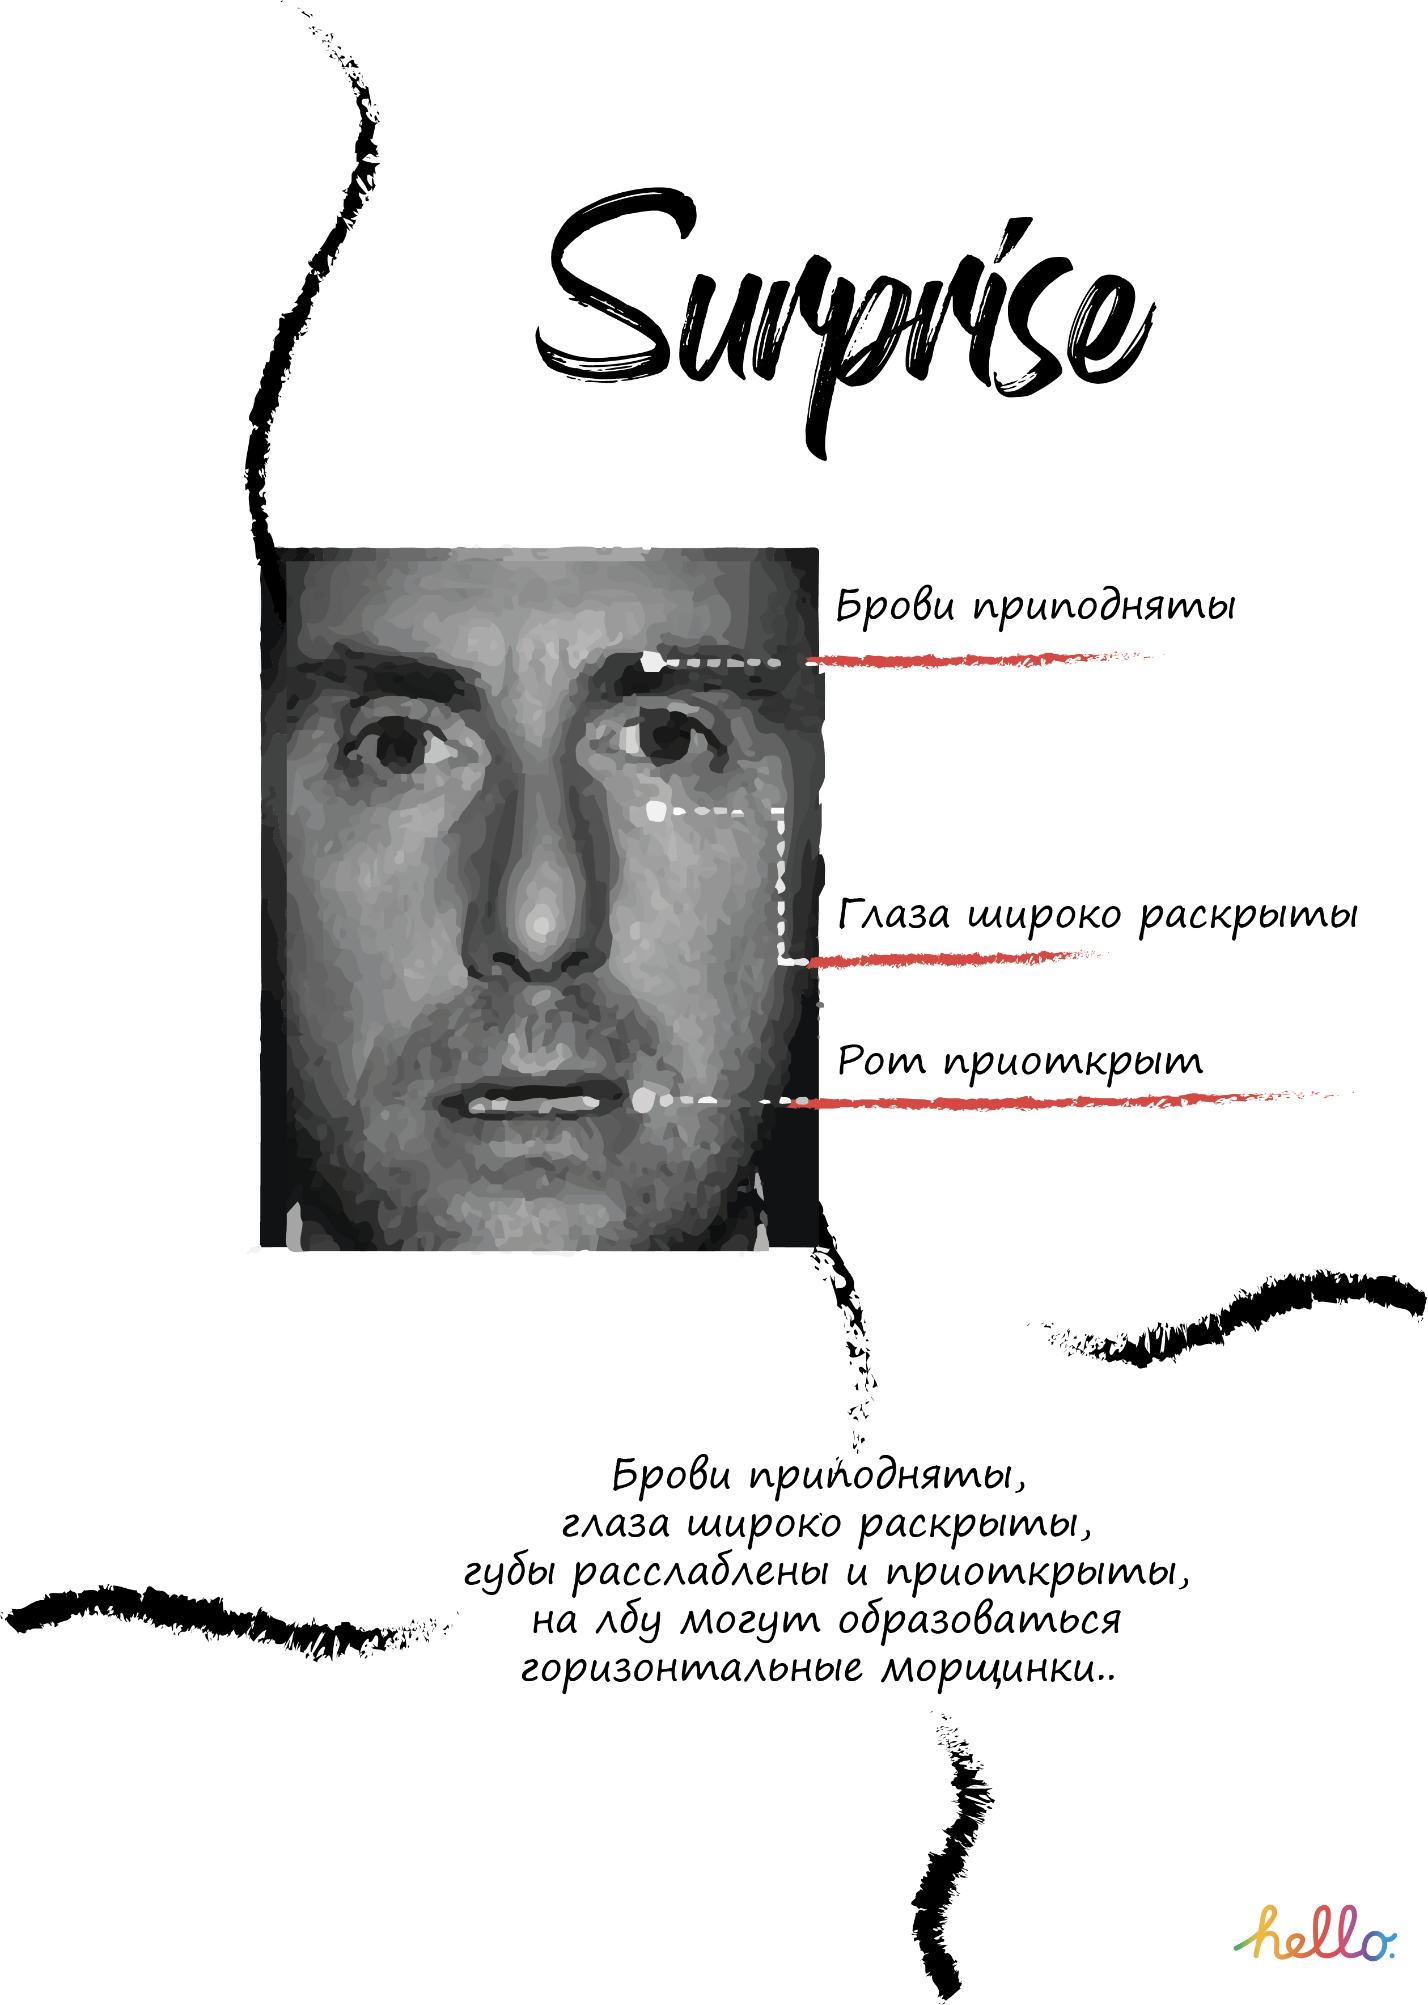 Surprise
Брови приподняты
Глаза широко раскрыты
Рот приоткрыт
Брови приподняты,
глаза широко раскрыты,
губы расслаблены и приоткрыты,
на лбу могут образоваться
горизонтальные морщинки..
hello.